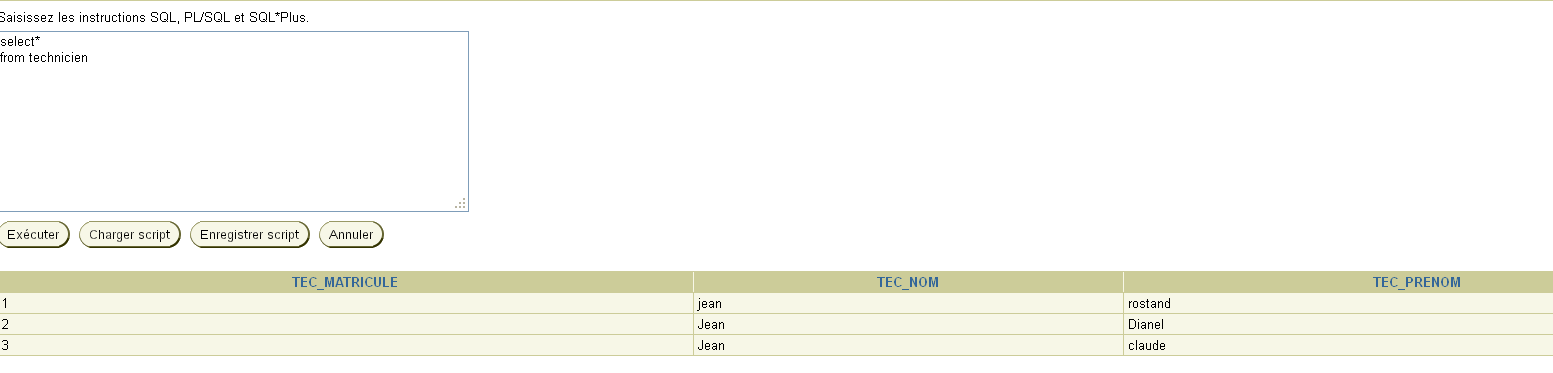 Saisissez les instructions SQL, PL/SQL et SQL*Plus.
select*
from technicien
Exécuter Charger script Enregistrer script Annuler
TEC_MATRICULE TEC_NOM TEC_PRENOM
1 jean rostand
2 Jean Dianel
3 Jean claude